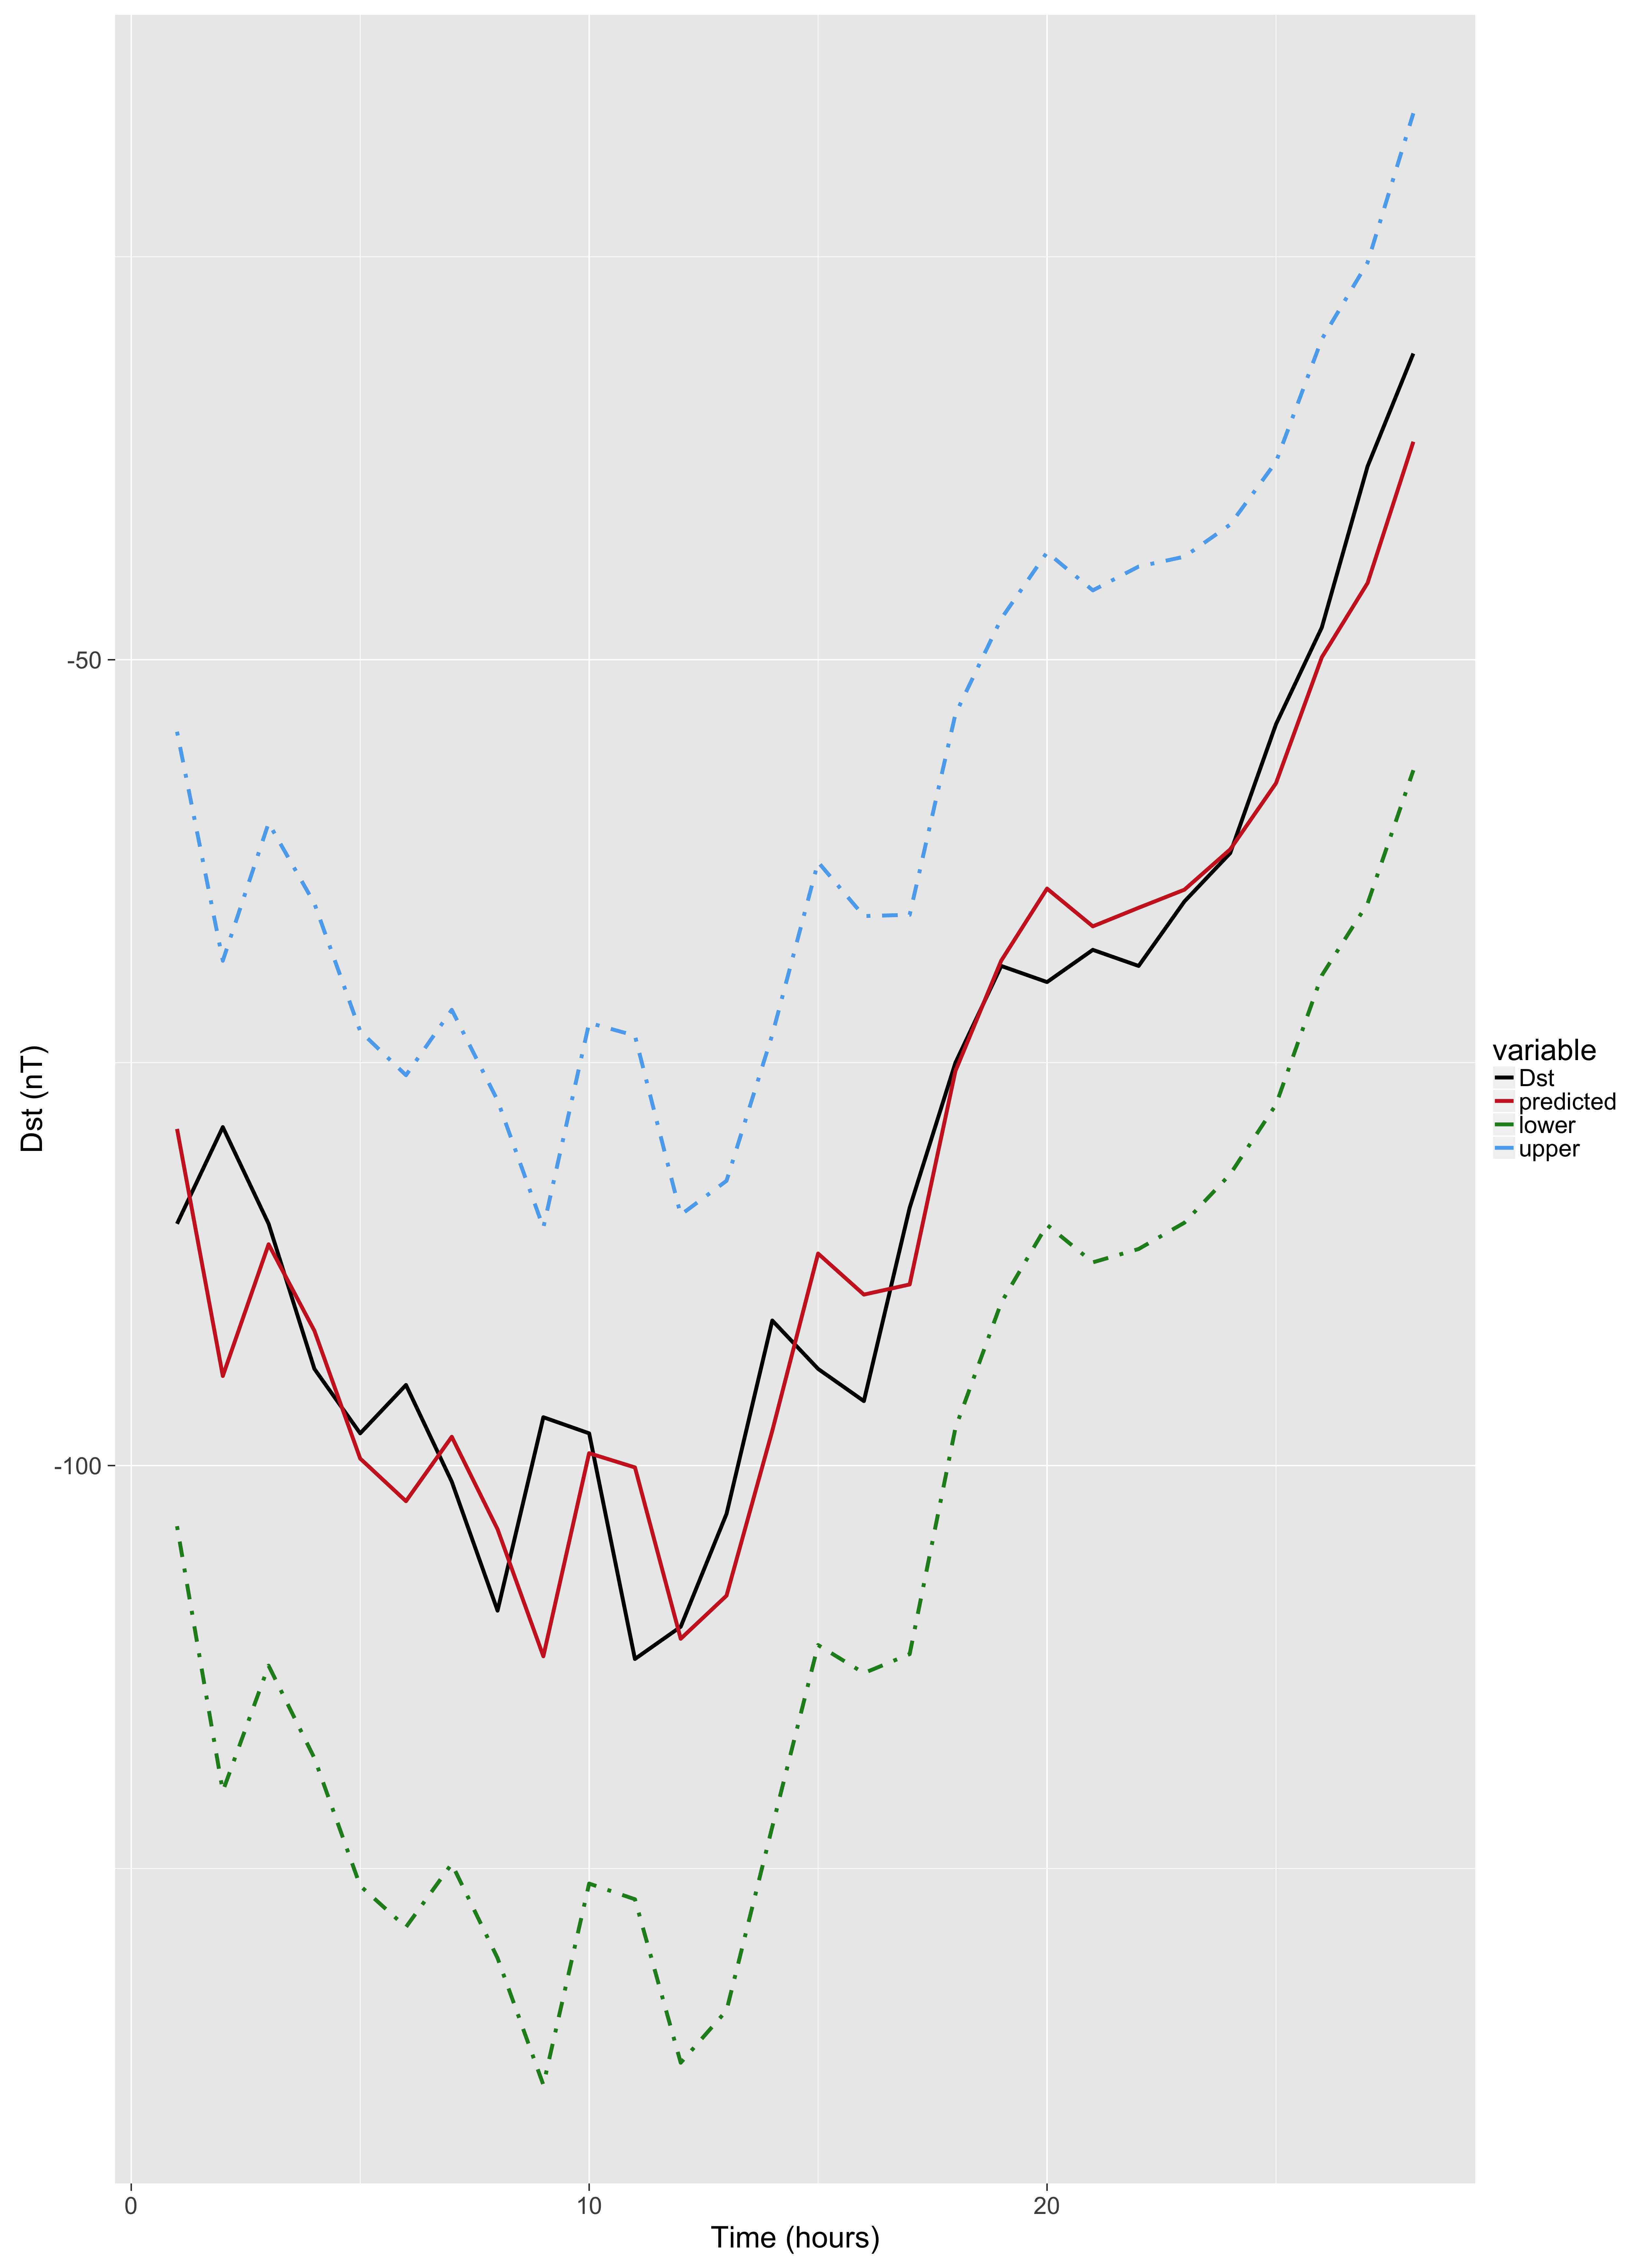 Dst (nT)
-50
-100
0
10
20
Time (hours)
variable
Dst
predicted
lower
upper